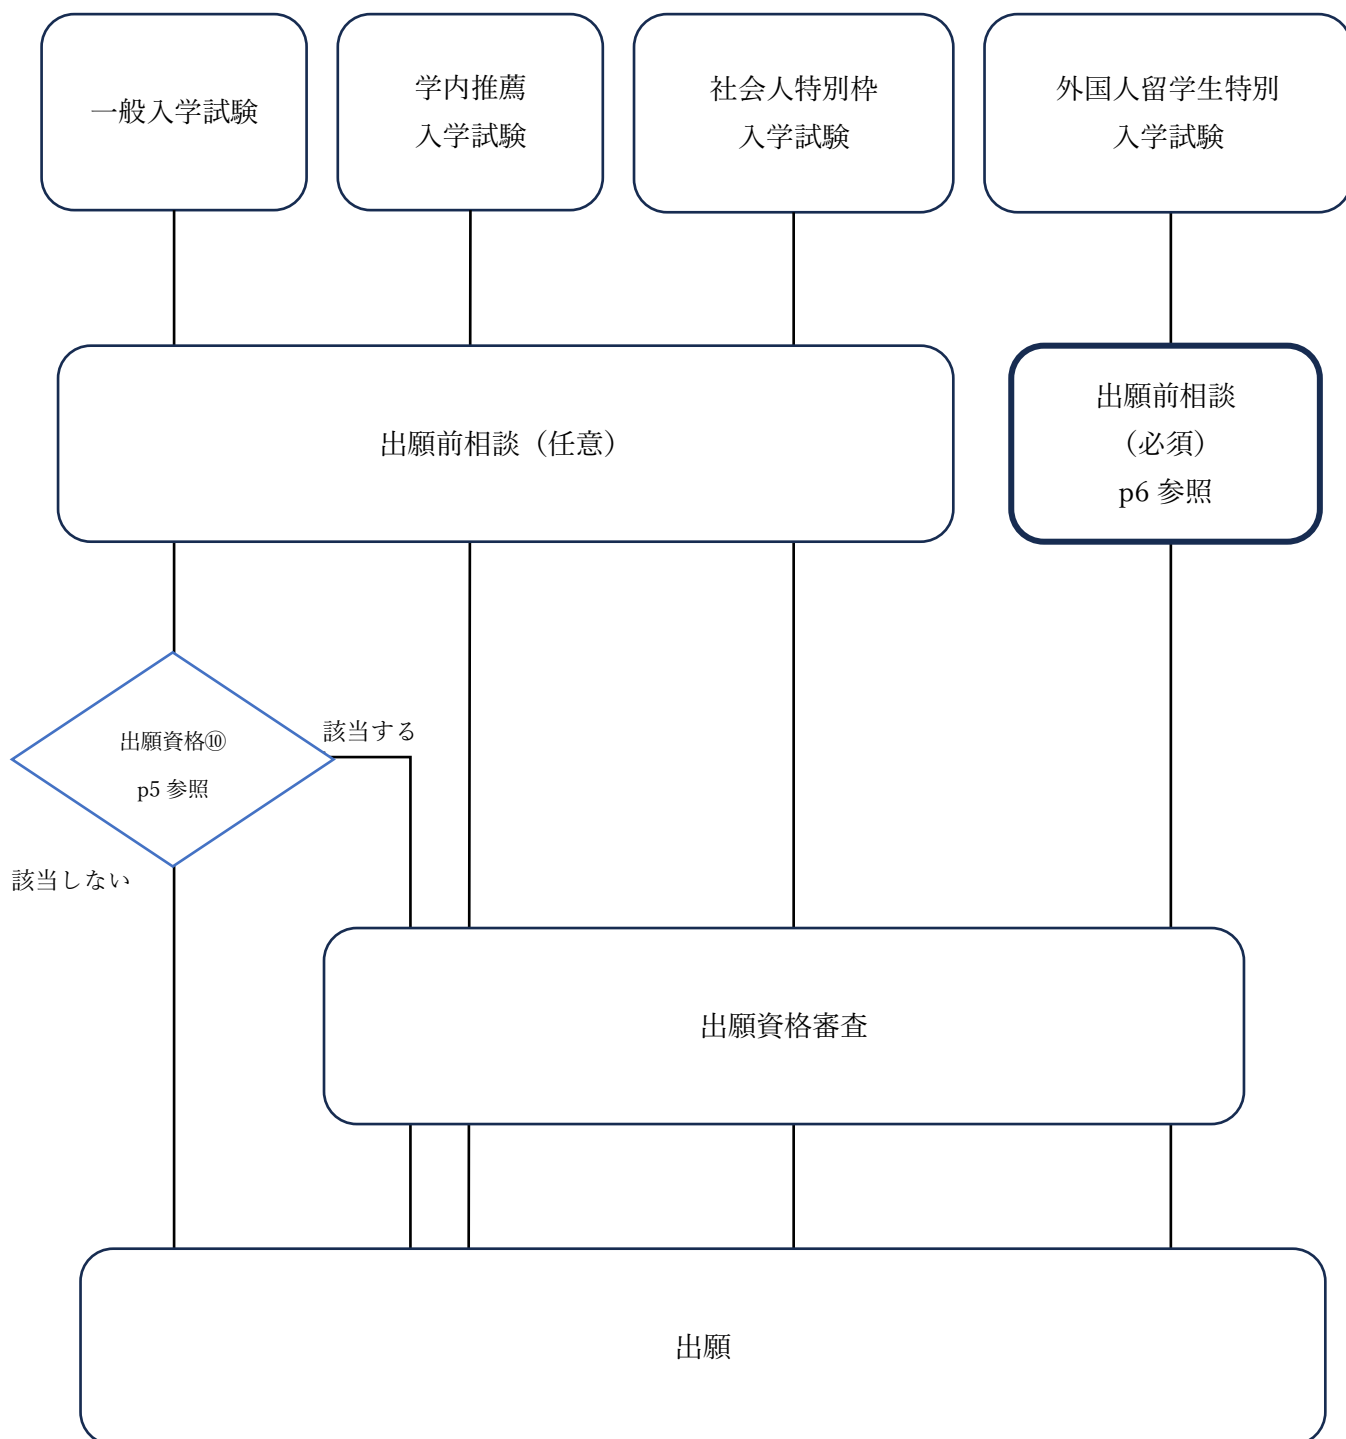 一般入学試験
学内推薦
入学試験
社会人特別枠
入学試験
外国人留学生特別
入学試験
出願前相談（任意）
出願前相談
（必須）
p6 参照
出願資格⑩
p5 参照
該当する
該当しない
出願資格審査
出願